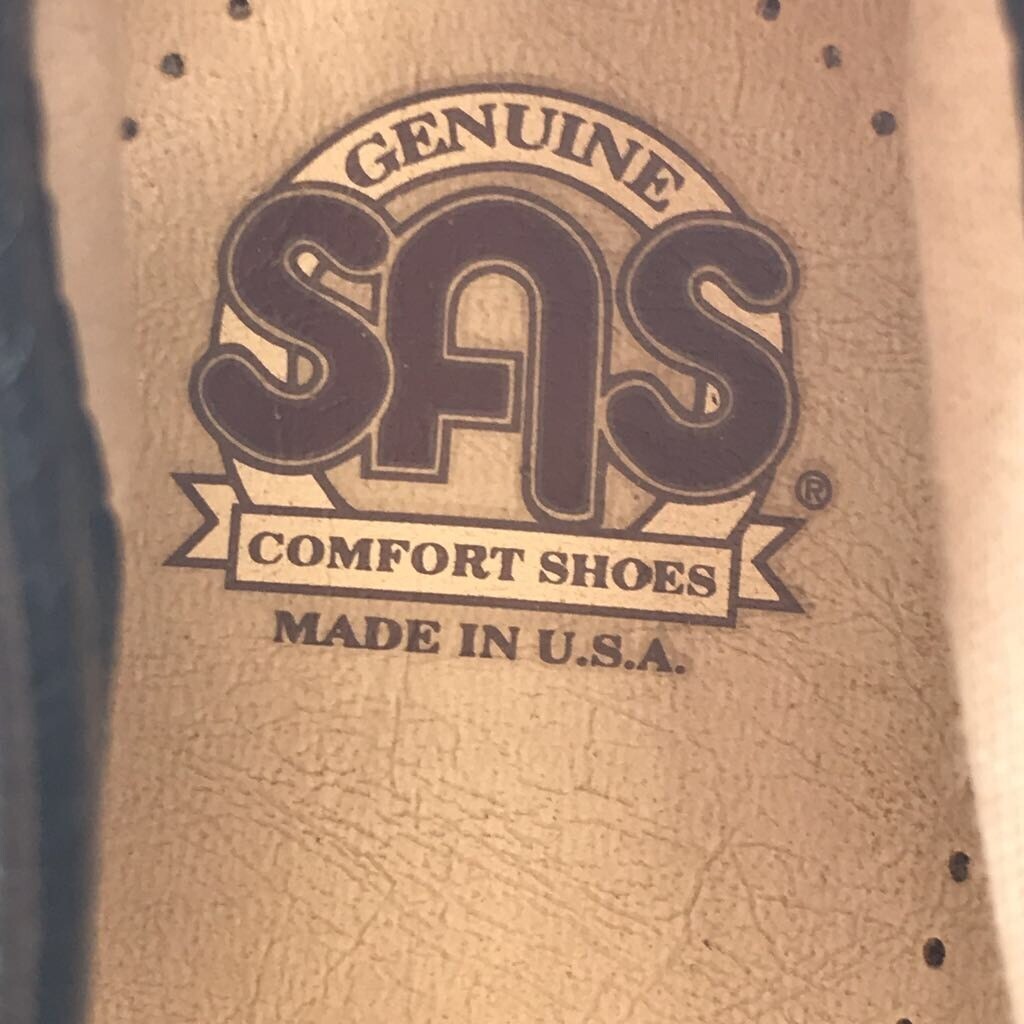 GENUINE
SAS
®
COMFORT SHOES
MADE IN U.S.A.